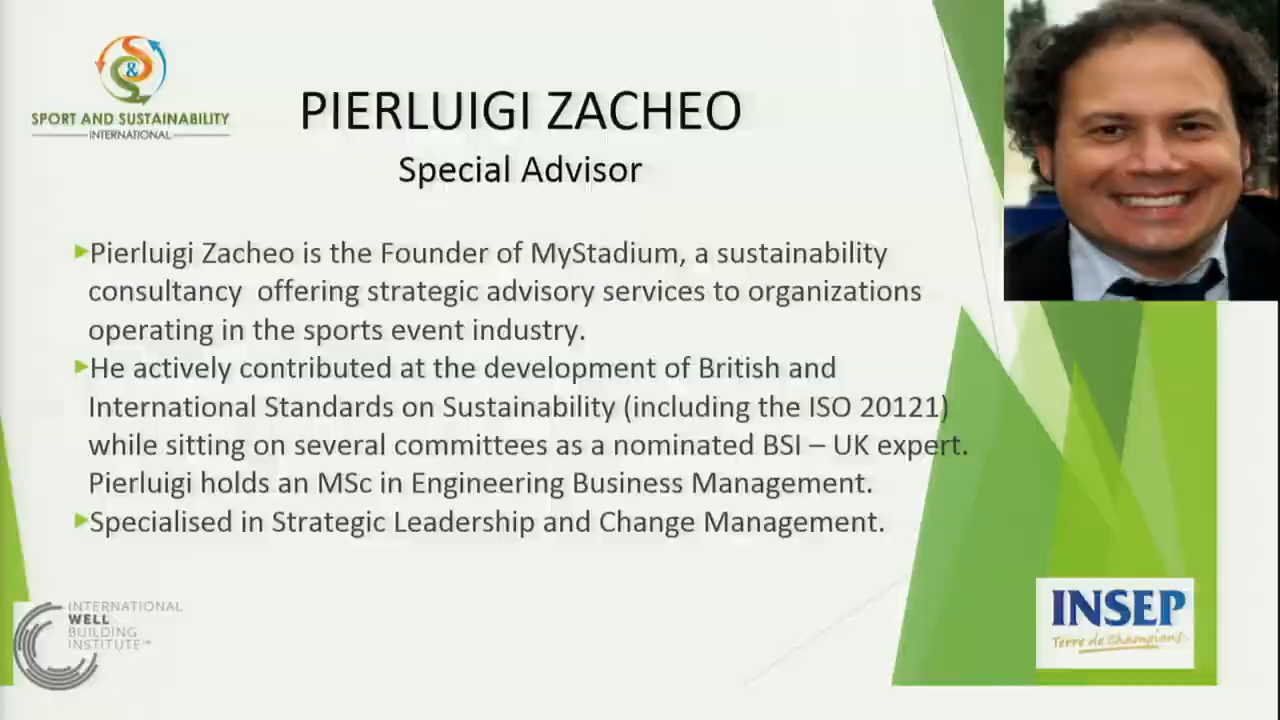 S
&
S
SPORT AND SUSTAINABILITY
INTERNATIONAL
PIERLUIGI ZACHEO
Special Advisor
Pierluigi Zacheo is the Founder of MyStadium, a sustainability
consultancy offering strategic advisory services to organizations
operating in the sports event industry.
He actively contributed at the development of British and
International Standards on Sustainability (including the ISO 20121)
while sitting on several committees as a nominated BSI – UK expert.
Pierluigi holds an MSc in Engineering Business Management.
Specialised in Strategic Leadership and Change Management.
INTERNATIONAL
WELL
BUILDING
INSTITUTE™
INSEP
Terre de Champions